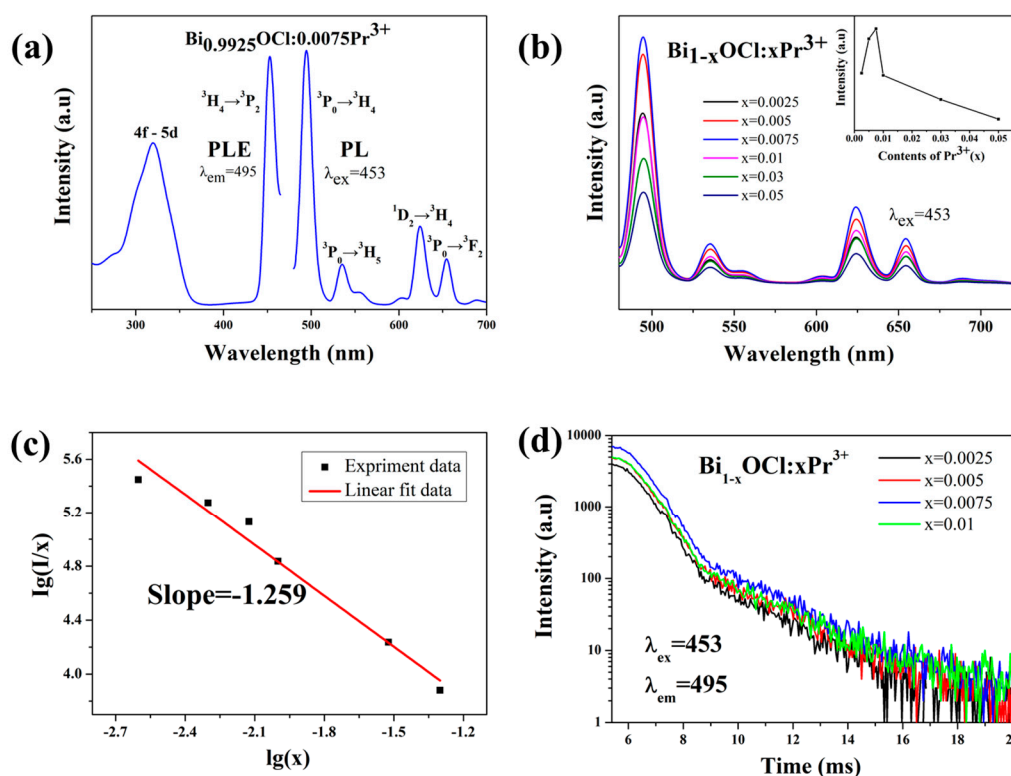 (a)
Bi0.9925OCl:0.0075Pr3+
3H4→3P2
3P0→3H4
4f - 5d
PLE
λem=495
PL
λex=453
1D2→3H4
3P0→3H5
3P0→3F2
Intensity (a.u)
300 400 500 600 700
Wavelength (nm)
(b)
Bi1-xOCl:xPr3+
x=0.0025
x=0.005
x=0.0075
x=0.01
x=0.03
x=0.05
λex=453
Intensity (a.u)
0.00 0.01 0.02 0.03 0.04 0.05
Contents of Pr3+(x)
Intensity (a.u)
500 550 600 650 700
Wavelength (nm)
(c)
Expriment data
Linear fit data
Slope=-1.259
lg(I/x)
5.6
5.2
4.8
4.4
4.0
-2.7 -2.4 -2.1 -1.8 -1.5 -1.2
lg(x)
(d)
Bi1-xOCl:xPr3+
x=0.0025
x=0.005
x=0.0075
x=0.01
λex=453
λem=495
Intensity (a.u)
10000
1000
100
10
1
6 8 10 12 14 16 18 2
Time (ms)